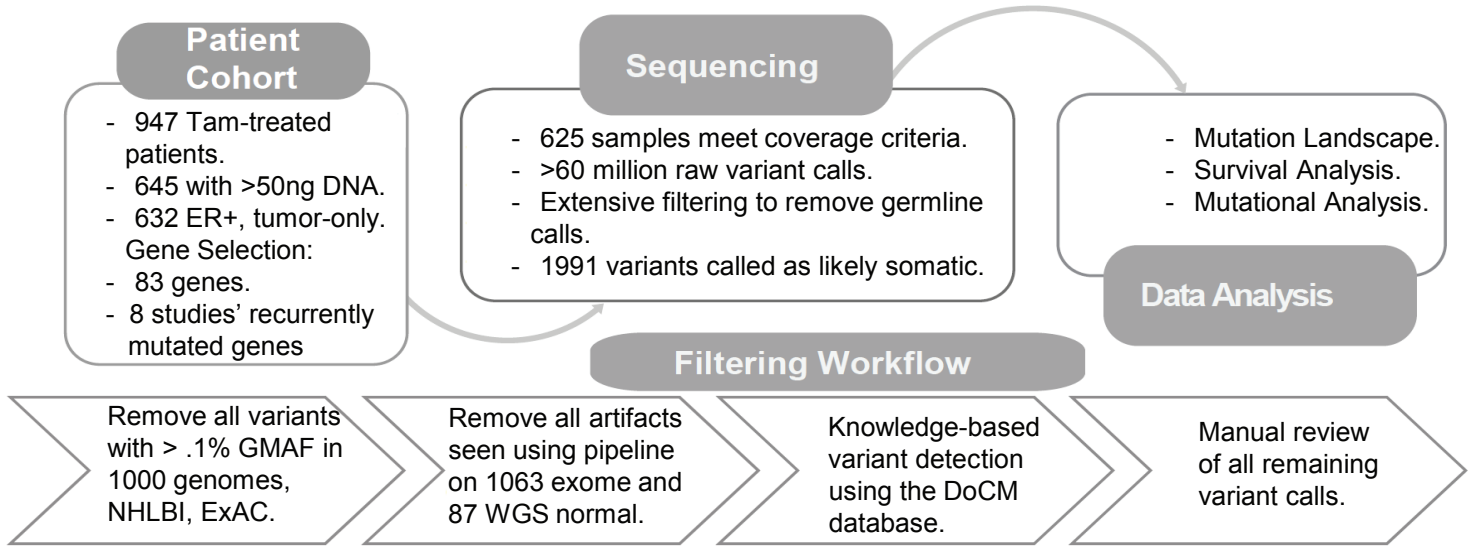 Patient
Cohort
- 947 Tam-treated
patients.
- 645 with >50ng DNA.
- 632 ER+, tumor-only.
Gene Selection:
- 83 genes.
- 8 studies’ recurrently
mutated genes
Sequencing
- 625 samples meet coverage criteria.
- >60 million raw variant calls.
- Extensive filtering to remove germline
calls.
- 1991 variants called as likely somatic.
- Mutation Landscape.
- Survival Analysis.
- Mutational Analysis.
Data Analysis
Filtering Workflow
Remove all variants
with > .1% GMAF in
1000 genomes,
NHLBI, ExAC.
Remove all artifacts
seen using pipeline
on 1063 exome and
87 WGS normal.
Knowledge-based
variant detection
using the DoCM
database.
Manual review
of all remaining
variant calls.